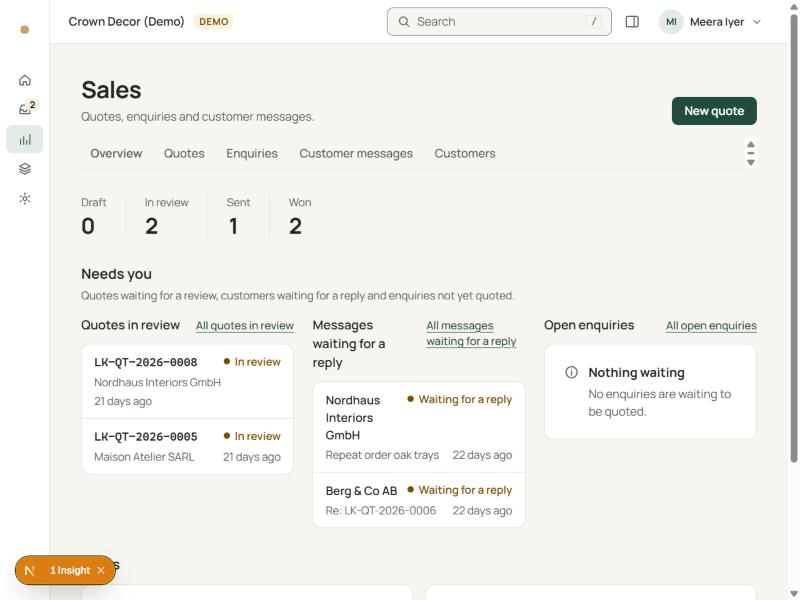 Crown Decor (Demo) DEMO
Search /
MI Meera Iyer
2
Sales
Quotes, enquiries and customer messages.
New quote
Overview Quotes Enquiries Customer messages Customers
Draft In review Sent Won
0 2 1 2
Needs you
Quotes waiting for a review, customers waiting for a reply and enquiries not yet quoted.
Quotes in review All quotes in review
LK-QT-2026-0008 In review
Nordhaus Interiors GmbH
21 days ago
LK-QT-2026-0005 In review
Maison Atelier SARL 21 days ago
Messages
waiting for a
reply
All messages
waiting for a reply
Nordhaus
Interiors
GmbH
Waiting for a reply
Repeat order oak trays 22 days ago
Berg & Co AB Waiting for a reply
Re: LK-QT-2026-0006 22 days ago
Open enquiries All open enquiries
Nothing waiting
No enquiries are waiting to
be quoted.
N 1 Insight